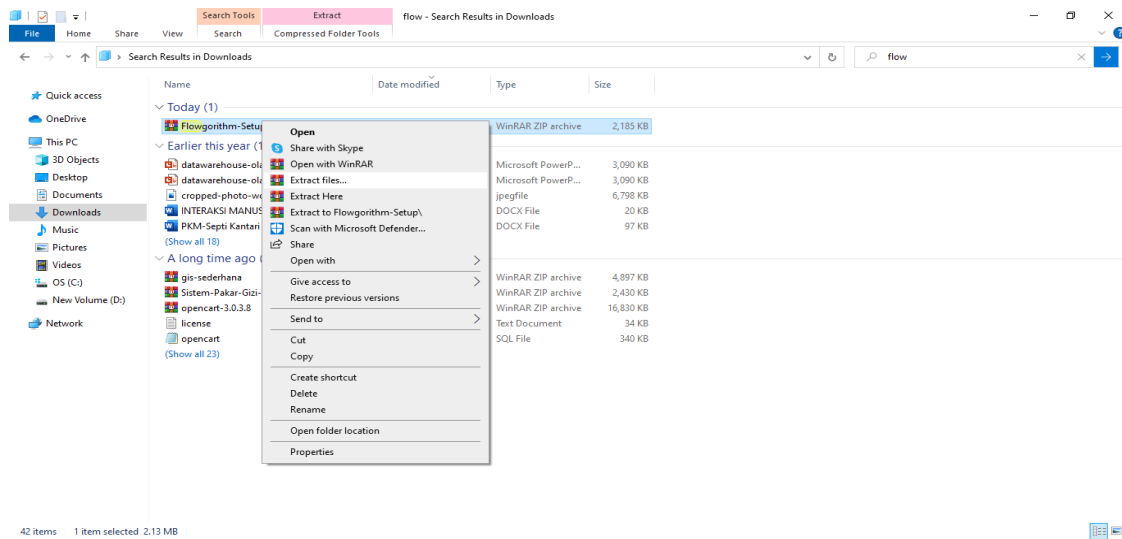 Search Tools Extract flow - Search Results in Downloads
File Home Share View Search Compressed Folder Tools
Search Results in Downloads flow
Name Date modified Type Size
Quick access
OneDrive
This PC
3D Objects
Desktop
Documents
Downloads
Music
Pictures
Videos
OS (C:)
New Volume (D:)
Network
Today (1)
Flowgorithm-Setup WinRAR ZIP archive 2,185 KB
Earlier this year (1
datawarehouse-ola Microsoft PowerP... 3,090 KB
datawarehouse-ola Microsoft PowerP... 3,090 KB
cropped-photo-wo jpegfile 6,798 KB
INTERAKSI MANUS DOCX File 20 KB
PKM-Septi Kantari DOCX File 97 KB
(Show all 18)
A long time ago (
gis-sederhana WinRAR ZIP archive 4,897 KB
Sistem-Pakar-Gizi- WinRAR ZIP archive 2,430 KB
opencart-3.0.3.8 WinRAR ZIP archive 16,830 KB
license Text Document 34 KB
opencart SQL File 340 KB
(Show all 23)
Open
Share with Skype
Open with WinRAR
Extract files...
Extract Here
Extract to Flowgorithm-Setup\
Scan with Microsoft Defender...
Share
Open with
Give access to
Restore previous versions
Send to
Cut
Copy
Create shortcut
Delete
Rename
Open folder location
Properties
42 items 1 item selected 2.13 MB